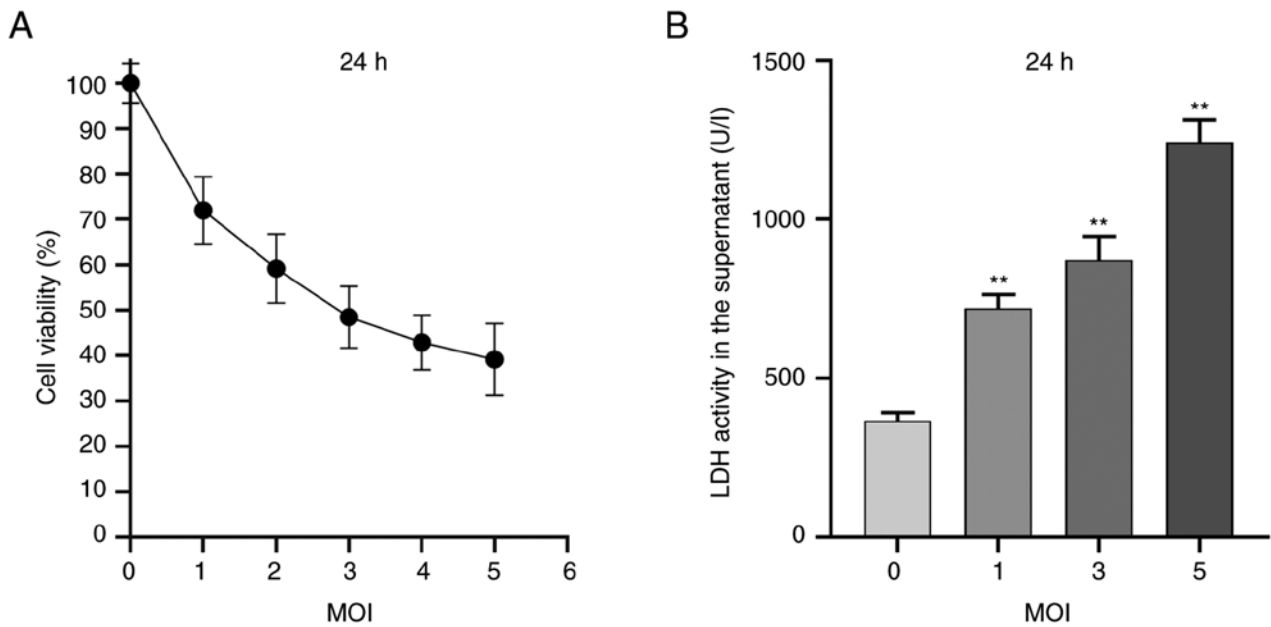 A
24 h
Cell viability (%)
100
90
80
70
60
50
40
30
20
10
0
0 1 2 3 4 5 6
MOI
B
24 h
LDH activity in the supernatant (U/l)
1500
1000
500
0
**
**
**
0 1 3 5
MOI